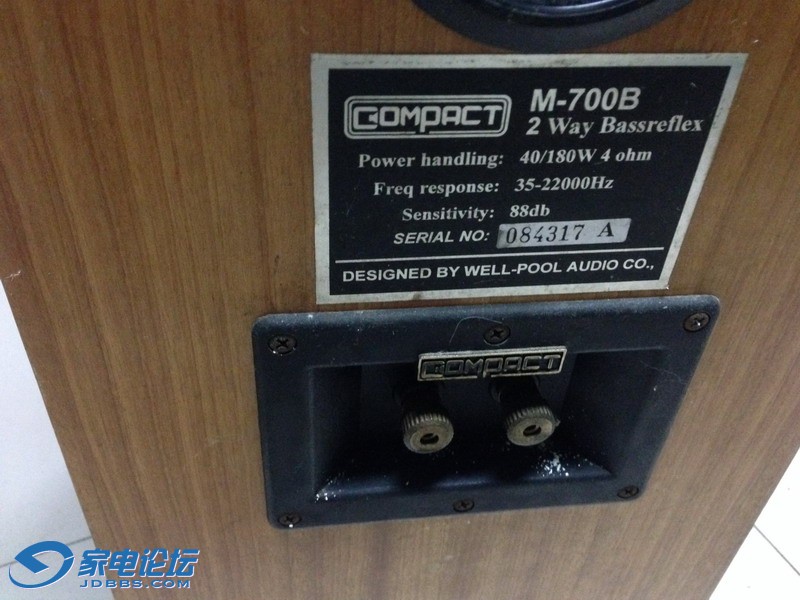 COMPACT
M-700B
2 Way Bassreflex
Power handling: 40/180W 4 ohm
Freq response: 35-22000Hz
Sensitivity: 88db
SERIAL NO: 084317 A
DESIGNED BY WELL-POOL AUDIO CO.,
COMPACT
家电论坛
JDBBS.COM